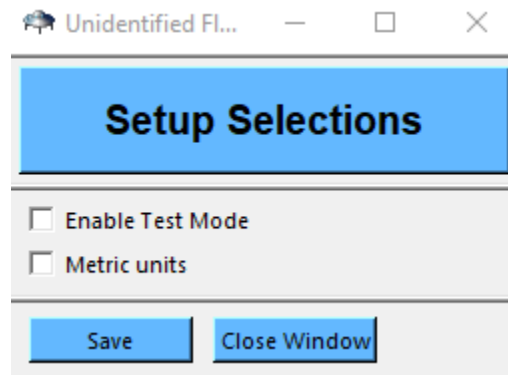 Unidentified Fl...
Setup Selections
Enable Test Mode
Metric units
Save Close Window